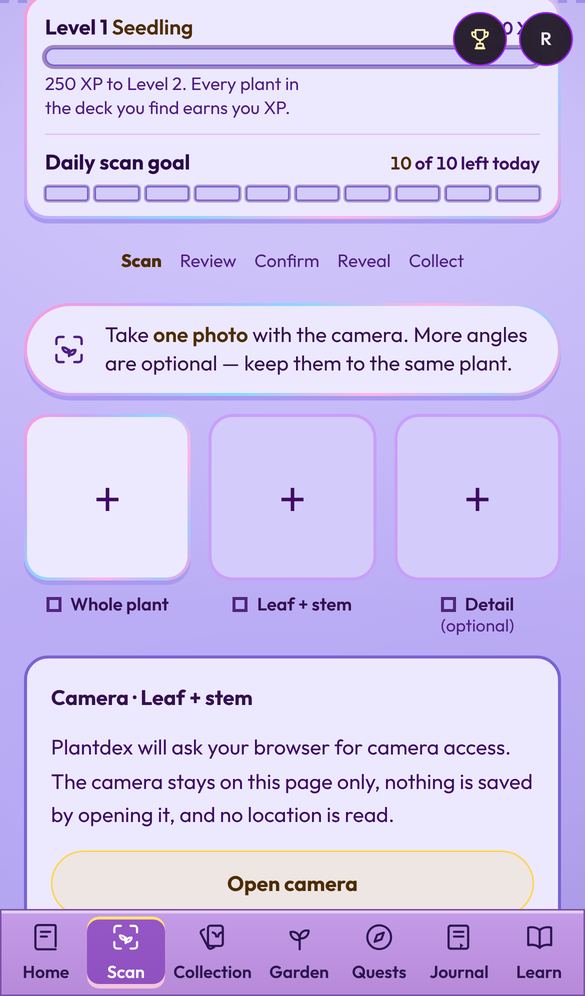 Level 1 Seedling
R
250 XP to Level 2. Every plant in
the deck you find earns you XP.
Daily scan goal
10 of 10 left today
Scan Review Confirm Reveal Collect
Take one photo with the camera. More angles
are optional — keep them to the same plant.
+ + +
Whole plant Leaf + stem Detail
(optional)
Camera · Leaf + stem
Plantdex will ask your browser for camera access.
The camera stays on this page only, nothing is saved
by opening it, and no location is read.
Open camera
Home Scan Collection Garden Quests Journal Learn